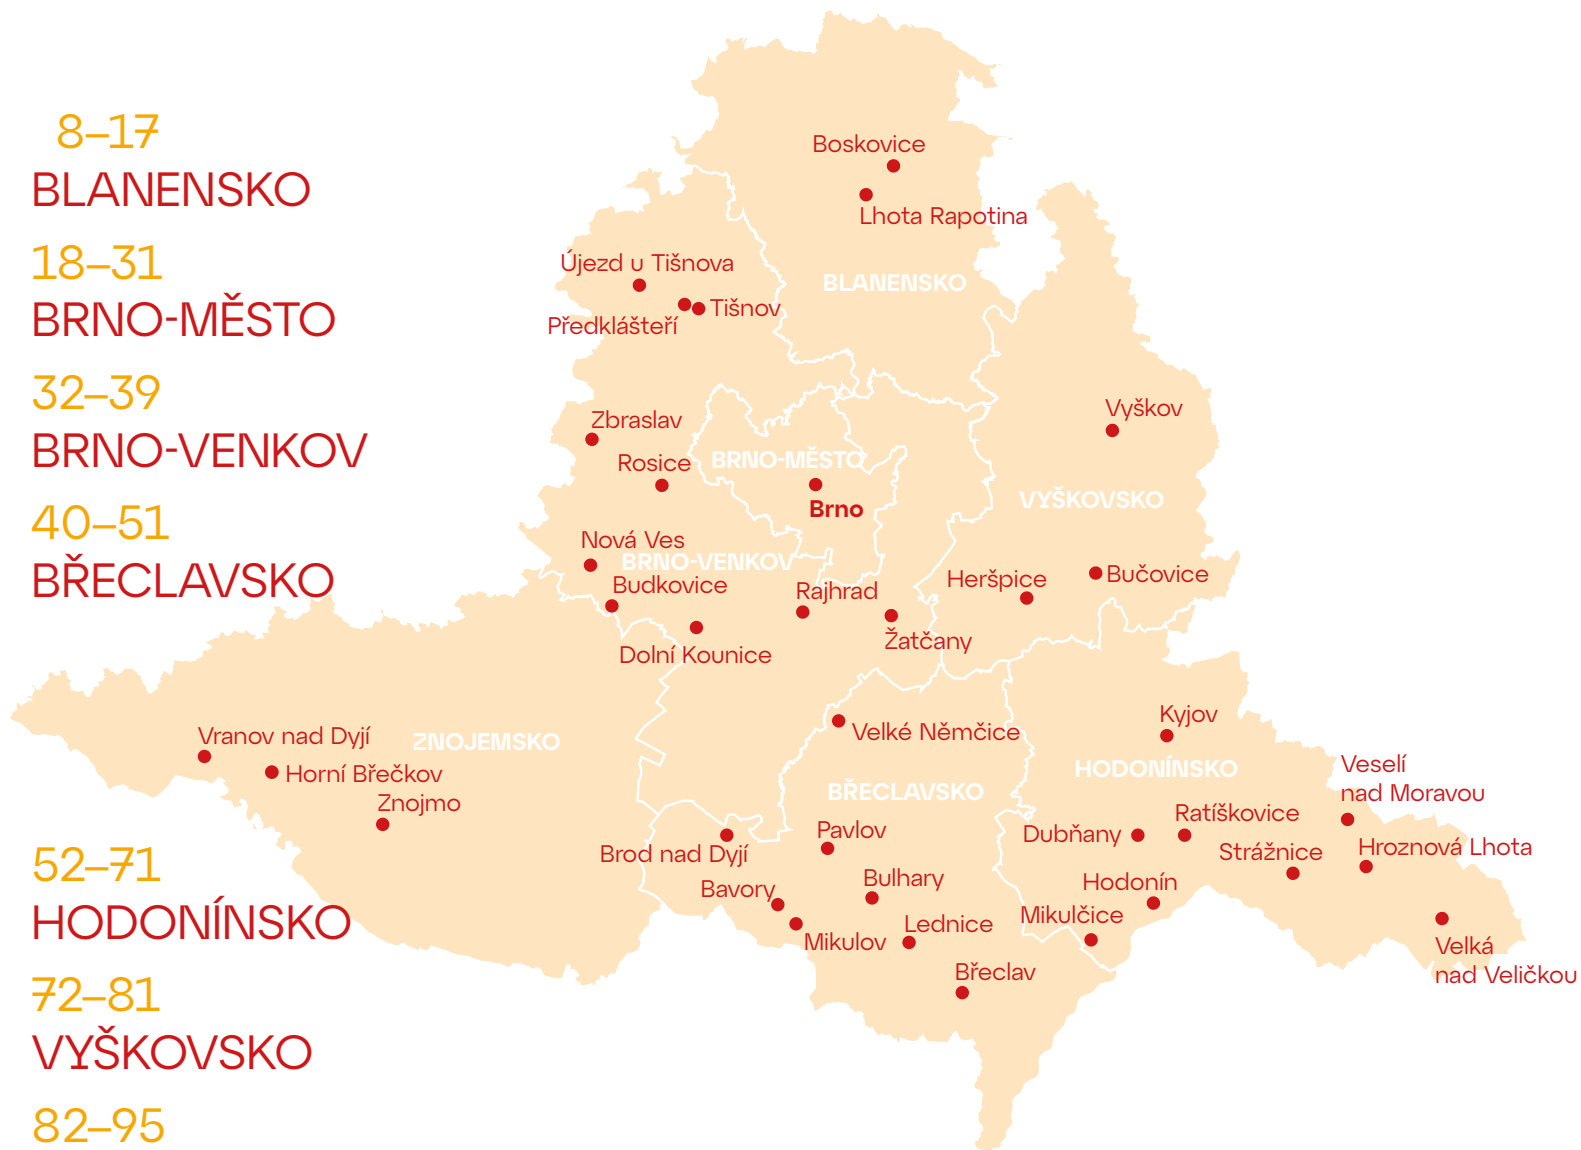 8–17
BLANENSKO
18–31
BRNO-MĚSTO
32–39
BRNO-VENKOV
40–51
BŘECLAVSKO
52–71
HODONÍNSKO
72–81
VYŠKOVSKO
82–95
Boskovice
Lhota Rapotina
BLANENSKO
Újezd u Tišnova
Tišnov
Předklášteří
Zbraslav
Rosice
BRNO-MĚSTO
Brno
Vyškov
VYŠKOVSKO
Nová Ves
BRNO-VENKOV
Budkovice
Rajhrad
Heršpice
Bučovice
Žatčany
Dolní Kounice
Vranov nad Dyjí
ZNOJEMSKO
Horní Břečkov
Znojmo
Velké Němčice
Kyjov
HODONÍNSKO
BŘECLAVSKO
Veselí
nad Moravou
Pavlov
Dubňany
Ratíškovice
Brod nad Dyjí
Strážnice
Hroznová Lhota
Bavory
Bulhary
Hodonín
Mikulčice
Mikulov
Lednice
Břeclav
Velká
nad Veličkou